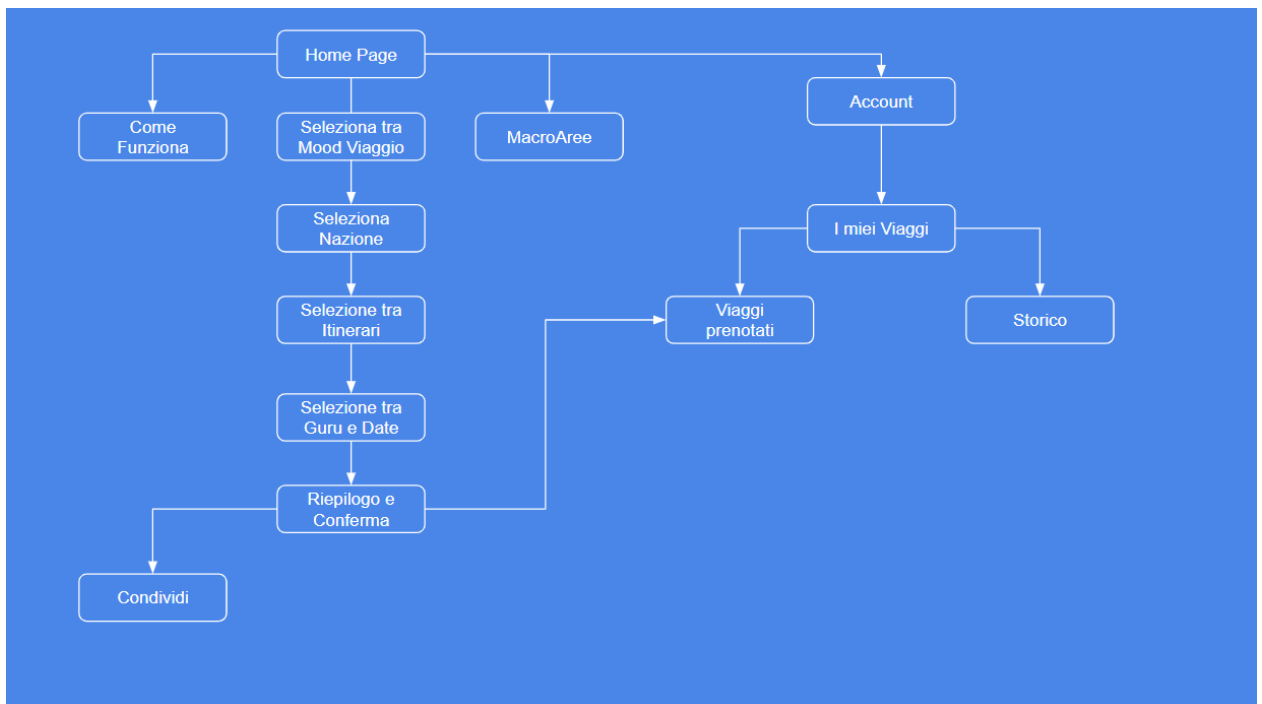 Home Page
Account
Come
Funziona
Seleziona tra
Mood Viaggio
MacroAree
Seleziona
Nazione
I miei Viaggi
Selezione tra
Itinerari
Viaggi
prenotati
Storico
Selezione tra
Guru e Date
Riepilogo e
Conferma
Condividi